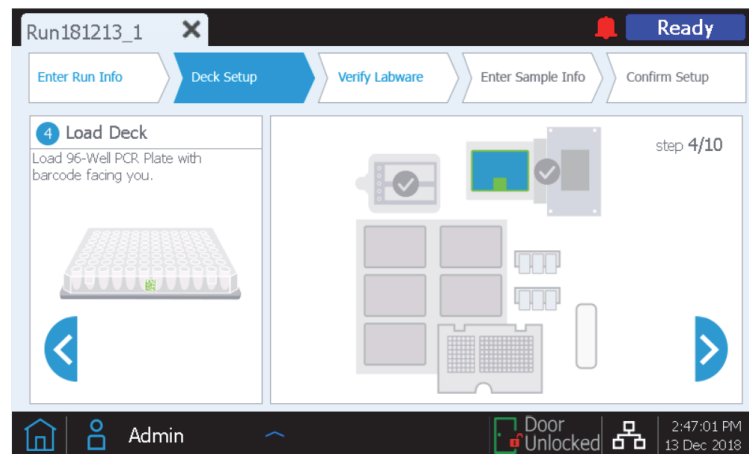 Run181213_1
Ready
Enter Run Info
Deck Setup
Verify Labware
Enter Sample Info
Confirm Setup
4 Load Deck
Load 96-Well PCR Plate with
barcode facing you.
step 4/10
Admin
Door
Unlocked
2:47:01 PM
13 Dec 2018